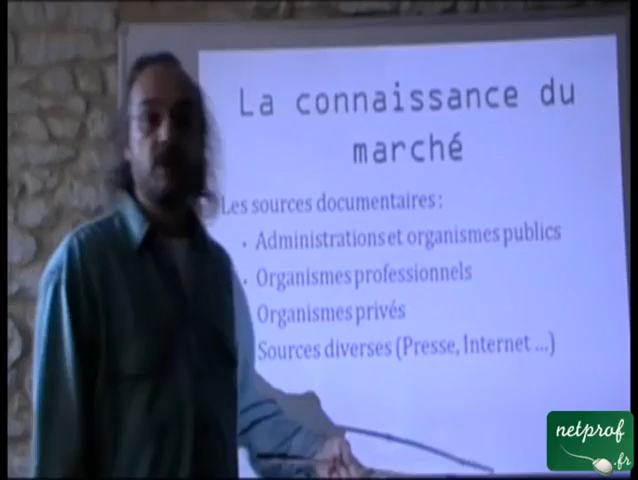 La connaissance du
marché
Les sources documentaires :
• Administrations et organismes publics
• Organismes professionnels
Organismes privés
Sources diverses (Presse, Internet ...)
netprof
.fr